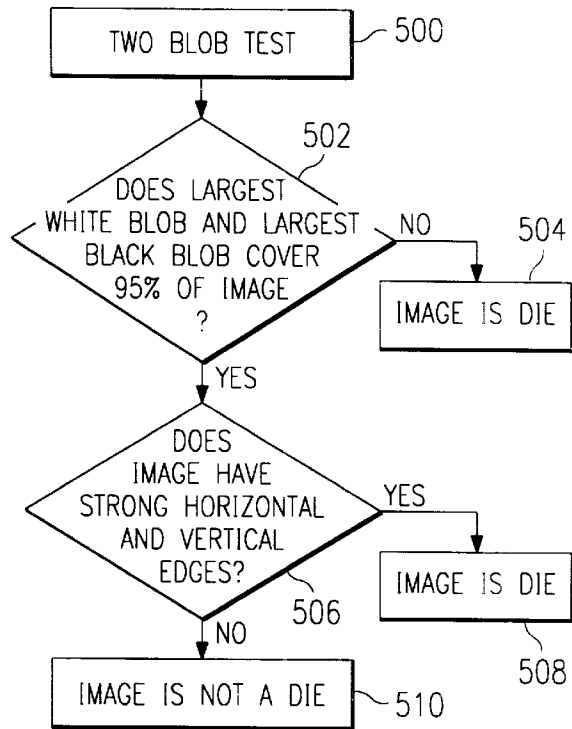 TWO BLOB TEST
500
502
DOES LARGEST
WHITE BLOB AND LARGEST
BLACK BLOB COVER
95% OF IMAGE
?
NO
504
IMAGE IS DIE
YES
DOES
IMAGE HAVE
STRONG HORIZONTAL
AND VERTICAL
EDGES?
YES
506
IMAGE IS DIE
508
NO
IMAGE IS NOT A DIE
510